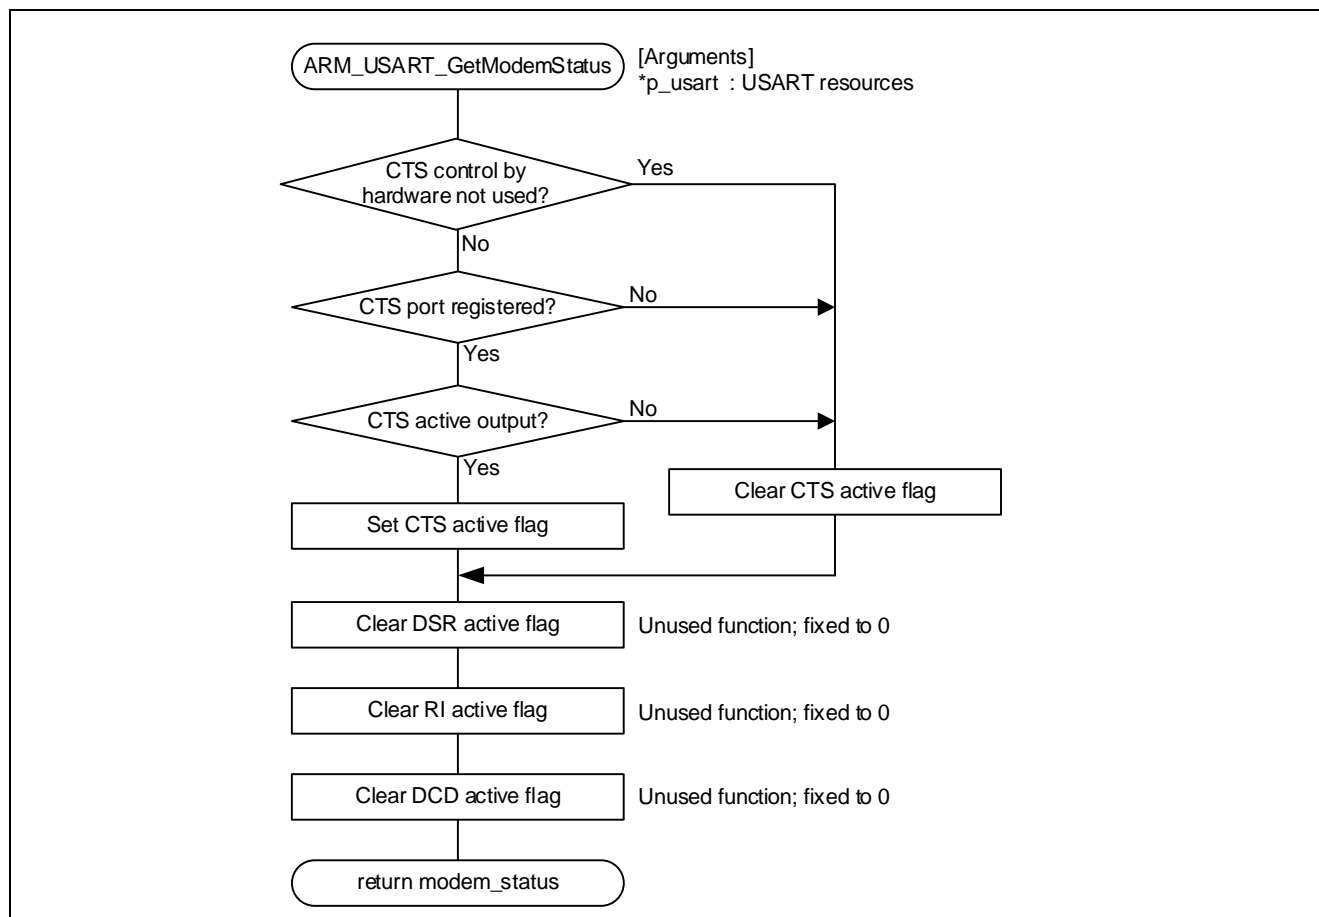 ARM_USART_GetModemStatus
[Arguments]
*p_usart : USART resources
CTS control by
hardware not used?
Yes
No
CTS port registered?
No
Yes
CTS active output?
No
Yes
Clear CTS active flag
Set CTS active flag
Clear DSR active flag
Unused function; fixed to 0
Clear RI active flag
Unused function; fixed to 0
Clear DCD active flag
Unused function; fixed to 0
return modem_status